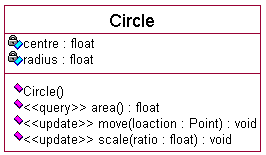 Circle
centre : float
radius : float
Circle()
<<query>> area() : float
<<update>> move(loaction : Point) : void
<<update>> scale(ratio : float) : void